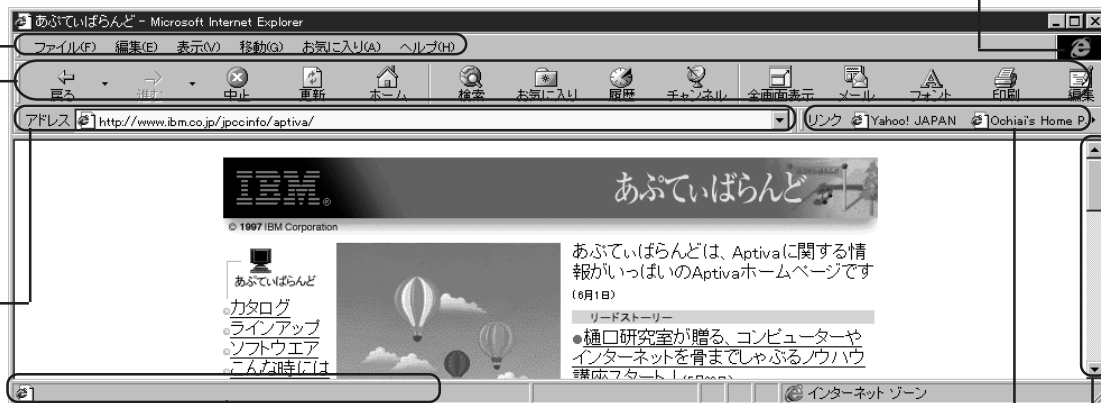 あぷてぃばらんど - Microsoft Internet Explorer
ファイル(F) 編集(E) 表示(V) 移動(G) お気に入り(A) ヘルプ(H)
戻る 進む 中止 更新 ホーム 検索 お気に入り 履歴 チャンネル 全画面表示 メール フォント 印刷 編集
アドレス http://www.ibm.co.jp/jpccinfo/aptiva/ リンク Yahoo! JAPAN Ochiai's Home P
IBM® あぷてぃばらんど
© 1997 IBM Corporation
あぷてぃばらんど
カタログ
ラインアップ
ソフトウエア
こんな時には
あぷてぃばらんどは、Aptivaに関する情
報がいっぱいのAptivaホームページです
(6月1日)
リードストーリー
●樋口研究室が贈る、コンピューターや
インターネットを骨までしゃぶるノウハウ
講座スタート!
インターネット ゾーン